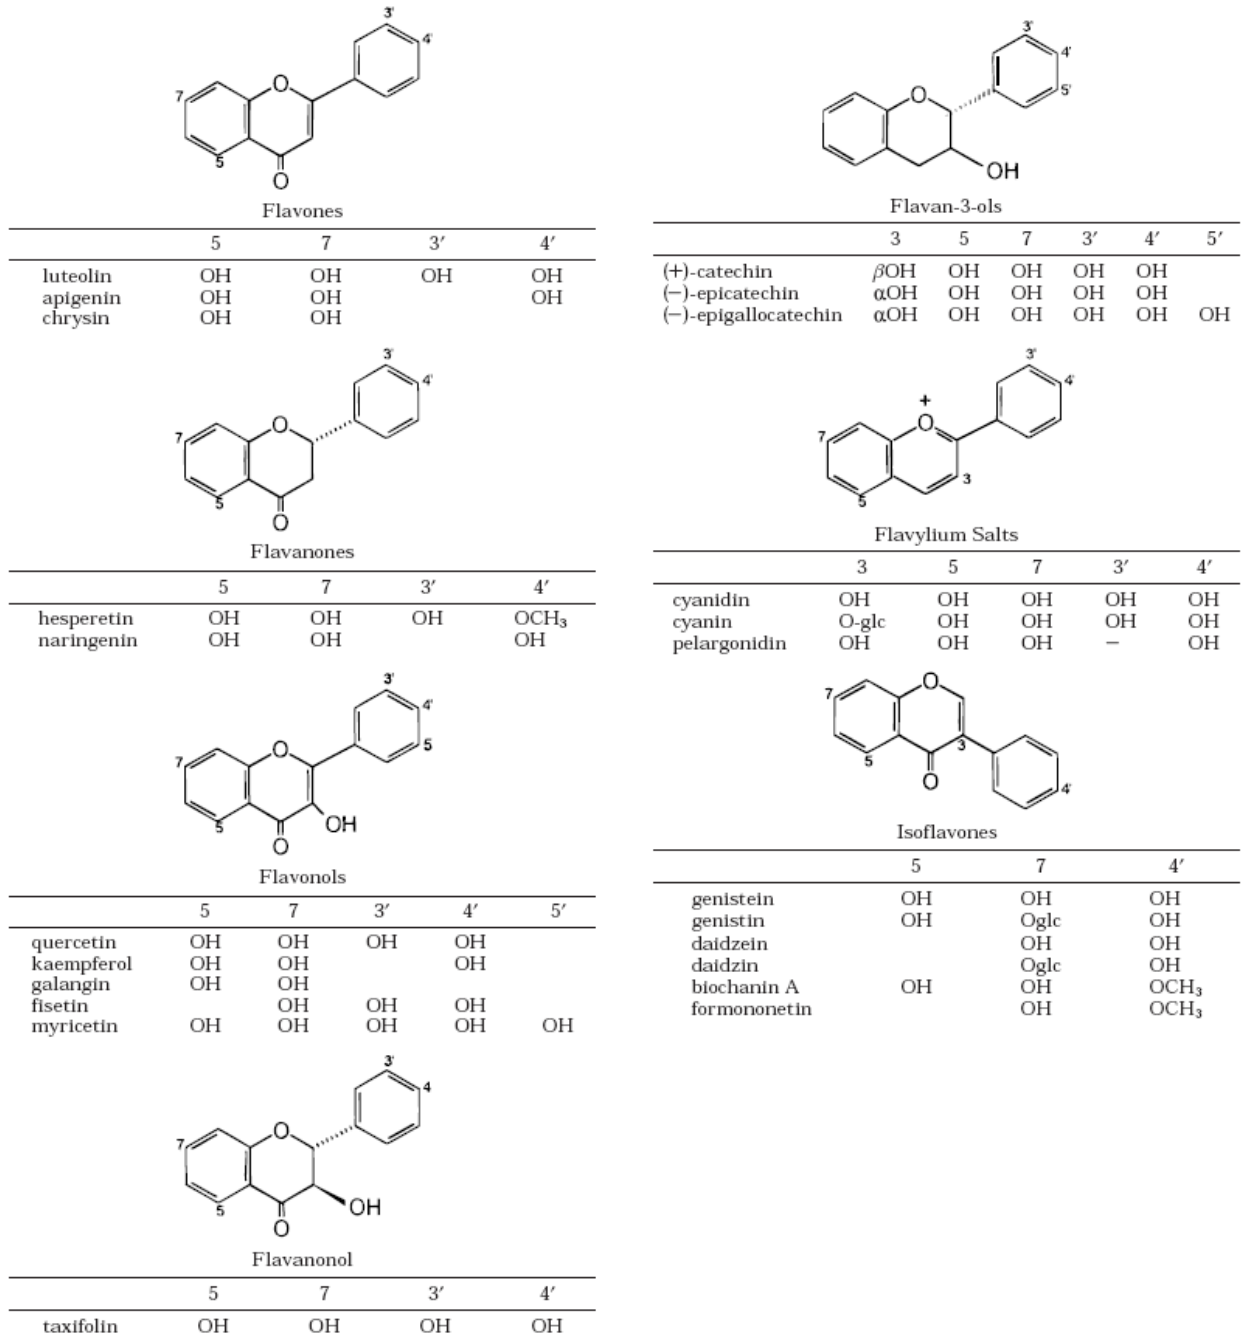 3'
4'
7
O
5
O
Flavones
5 7 3′ 4′
luteolin OH OH OH OH
apigenin OH OH OH
chrysin OH OH
3'
4'
7
O
5
O
Flavanones
5 7 3′ 4′
hesperetin OH OH OH OCH₃
naringenin OH OH OH
3'
4'
5
7
O
5
OH
O
Flavonols
5 7 3′ 4′ 5′
quercetin OH OH OH OH
kaempferol OH OH OH
galangin OH OH
fisetin OH OH OH
myricetin OH OH OH OH OH
3'
4
7
O
5
OH
O
Flavanonol
5 7 3′ 4′
taxifolin OH OH OH OH
3'
4'
5'
O
OH
Flavan-3-ols
3 5 7 3′ 4′ 5′
(+)-catechin βOH OH OH OH OH
(−)-epicatechin αOH OH OH OH OH
(−)-epigallocatechin αOH OH OH OH OH OH
3'
4'
+
7
O
3
5
Flavylium Salts
3 5 7 3′ 4′
cyanidin OH OH OH OH OH
cyanin O-glc OH OH OH OH
pelargonidin OH OH OH − OH
7
O
3
5
O
4'
Isoflavones
5 7 4′
genistein OH OH OH
genistin OH Oglc OH
daidzein OH OH
daidzin Oglc OH
biochanin A OH OH OCH₃
formononetin OH OCH₃